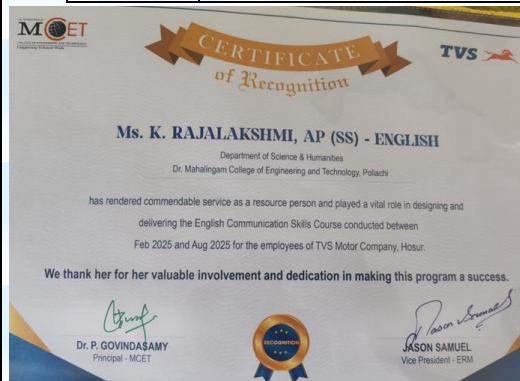 MCET
CERTIFICATE
of Recognition
TVS
Ms. K. RAJALAKSHMI, AP (SS) - ENGLISH
Department of Science & Humanities
Dr. Mahalingam College of Engineering and Technology, Pollachi
has rendered commendable service as a resource person and played a vital role in designing and
delivering the English Communication Skills Course conducted between
Feb 2025 and Aug 2025 for the employees of TVS Motor Company, Hosur.
We thank her for her valuable involvement and dedication in making this program a success.
Dr. P. GOVINDASAMY
Principal - MCET
RECOGNITION
Jason Samuel
JASON SAMUEL
Vice President - ERM